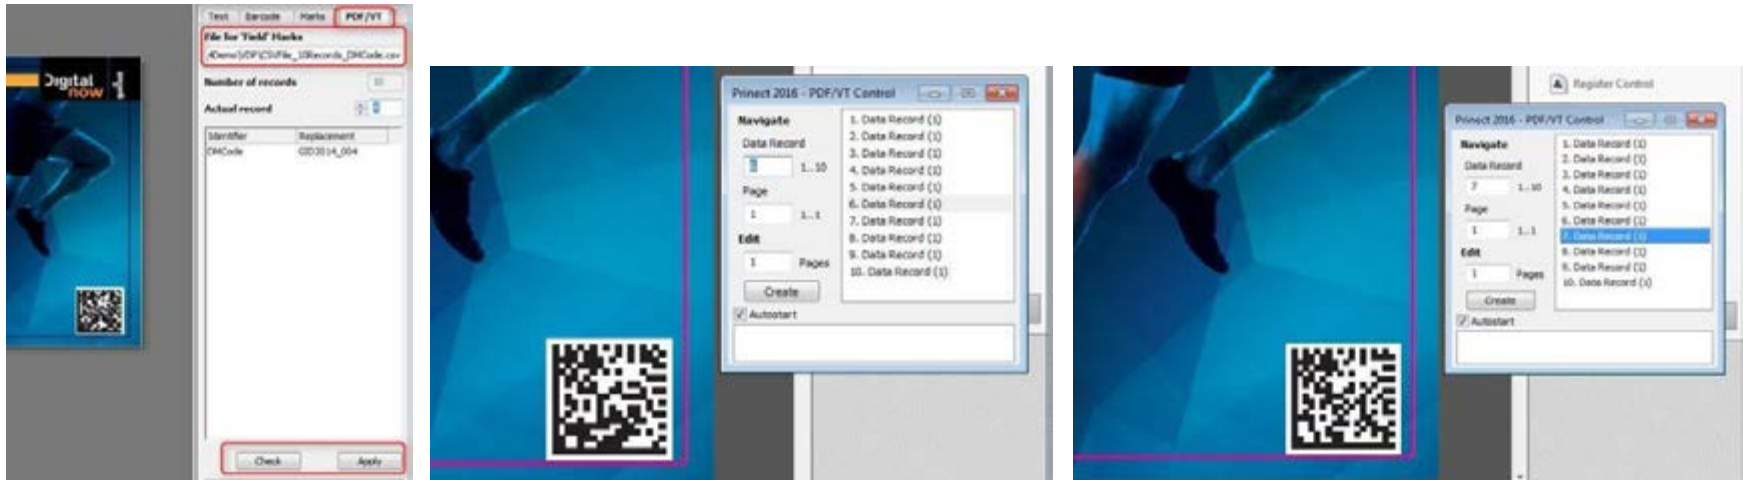 Text Barcode Marks PDF/VT
File for 'Field' Marks
Number of records
Actual record
Identifier Replacement
DMCode GID3014_004
Check Apply
Digital
now
Prinect 2016 - PDF/VT Control
Navigate
Data Record
1..10
Page
1 1..1
Edit
1 Pages
Create
Autostart
1. Data Record (1)
2. Data Record (1)
3. Data Record (1)
4. Data Record (1)
5. Data Record (1)
6. Data Record (1)
7. Data Record (1)
8. Data Record (1)
9. Data Record (1)
10. Data Record (1)
Register Control
Prinect 2016 - PDF/VT Control
Navigate
Data Record
7 1..10
Page
1 1..1
Edit
1 Pages
Create
Autostart
1. Data Record (1)
2. Data Record (1)
3. Data Record (1)
4. Data Record (1)
5. Data Record (1)
6. Data Record (1)
7. Data Record (1)
8. Data Record (1)
9. Data Record (1)
10. Data Record (1)